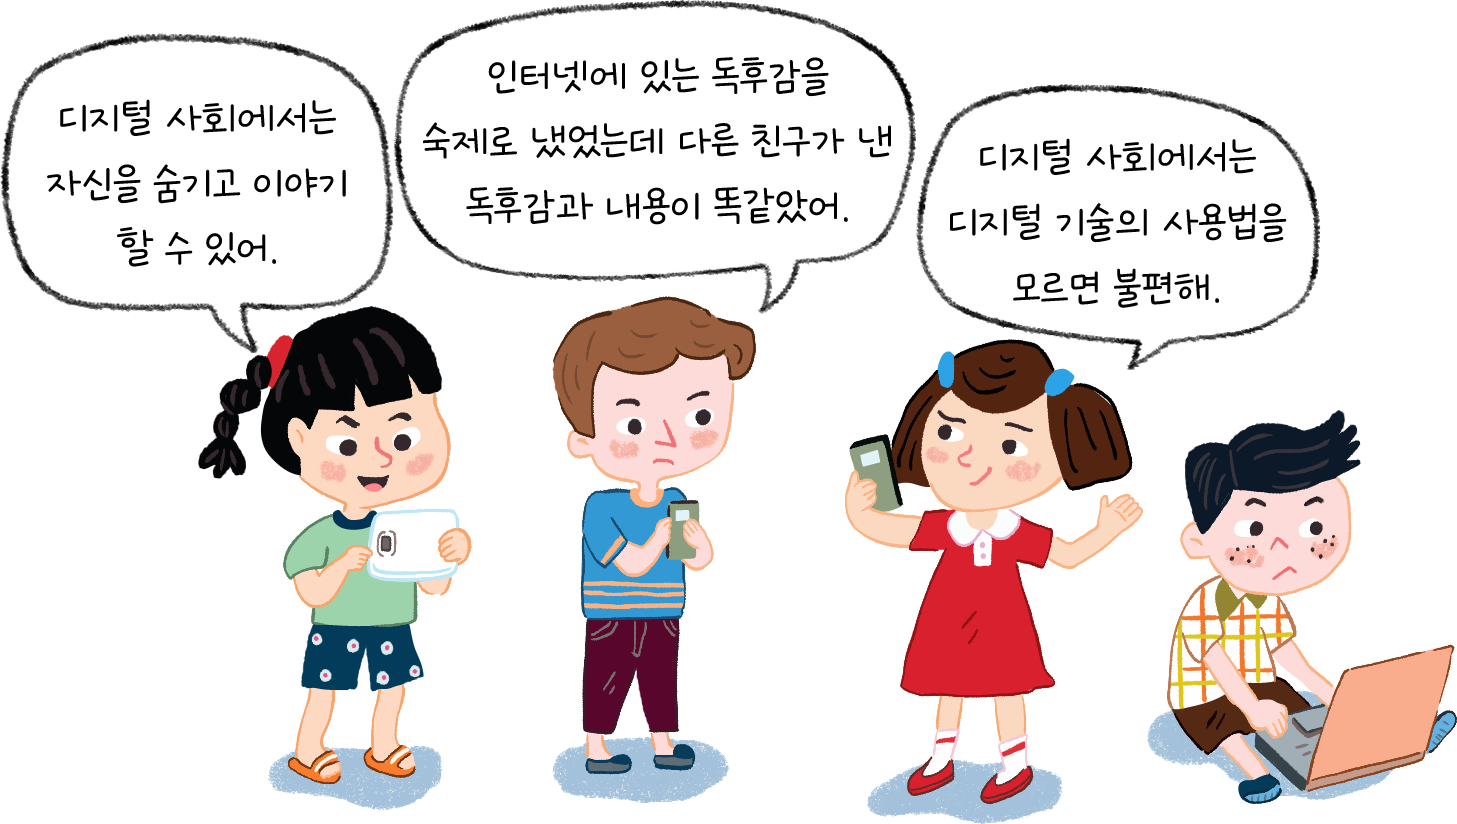 디지털 사회에서는
자신을 숨기고 이야기
할 수 있어.
인터넷에 있는 독후감을
숙제로 냈었는데 다른 친구가 낸
독후감과 내용이 똑같았어.
디지털 사회에서는
디지털 기술의 사용법을
모르면 불편해.